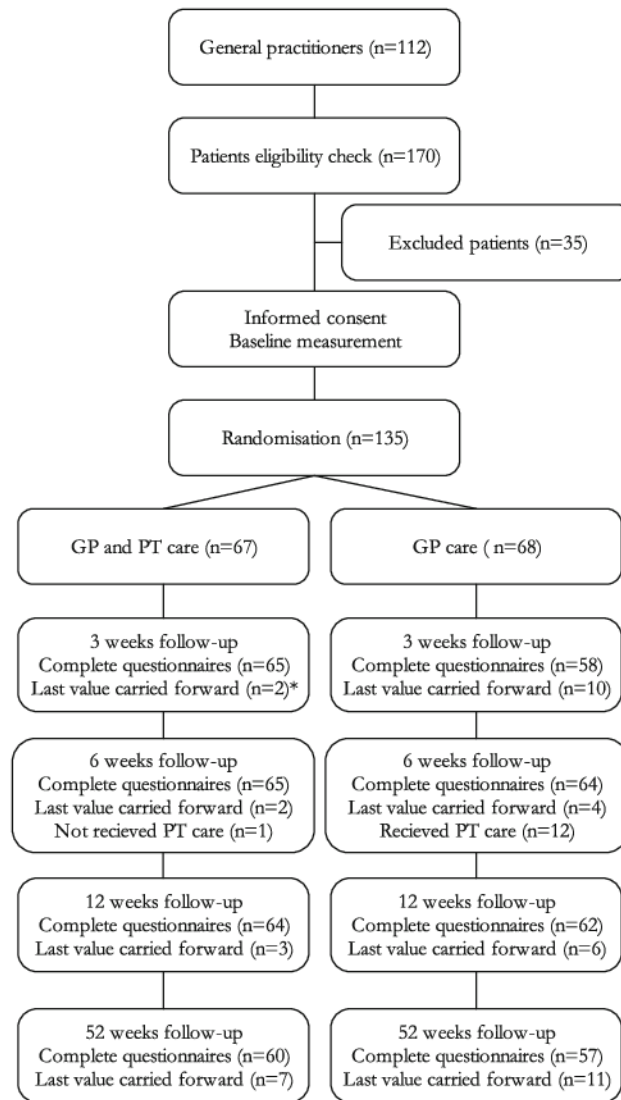 General practitioners (n=112)
Patients eligibility check (n=170)
Excluded patients (n=35)
Informed consent
Baseline measurement
Randomisation (n=135)
GP and PT care (n=67)
GP care ( n=68)
3 weeks follow-up
Complete questionnaires (n=65)
Last value carried forward (n=2)*
3 weeks follow-up
Complete questionnaires (n=58)
Last value carried forward (n=10)
6 weeks follow-up
Complete questionnaires (n=65)
Last value carried forward (n=2)
Not recieved PT care (n=1)
6 weeks follow-up
Complete questionnaires (n=64)
Last value carried forward (n=4)
Recieved PT care (n=12)
12 weeks follow-up
Complete questionnaires (n=64)
Last value carried forward (n=3)
12 weeks follow-up
Complete questionnaires (n=62)
Last value carried forward (n=6)
52 weeks follow-up
Complete questionnaires (n=60)
Last value carried forward (n=7)
52 weeks follow-up
Complete questionnaires (n=57)
Last value carried forward (n=11)